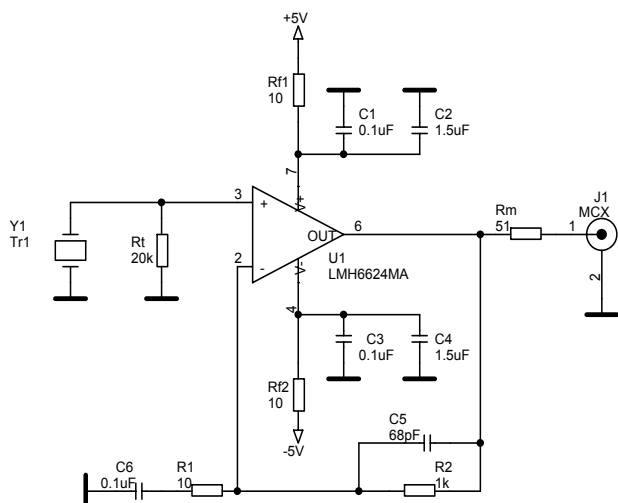 +5V
Rf1
10
C1
0.1uF
C2
1.5uF
7
V+
3
+
Y1
Tr1
Rt
20k
2
-
OUT
6
U1
LMH6624MA
V-
4
Rm
51
J1
MCX
1
2
C3
0.1uF
C4
1.5uF
Rf2
10
-5V
C5
68pF
C6
0.1uF
R1
10
R2
1k